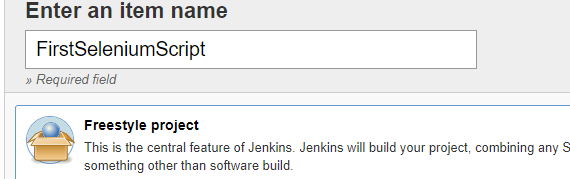 Enter an item name
FirstSeleniumScript
» Required field
Freestyle project
This is the central feature of Jenkins. Jenkins will build your project, combining any S
something other than software build.